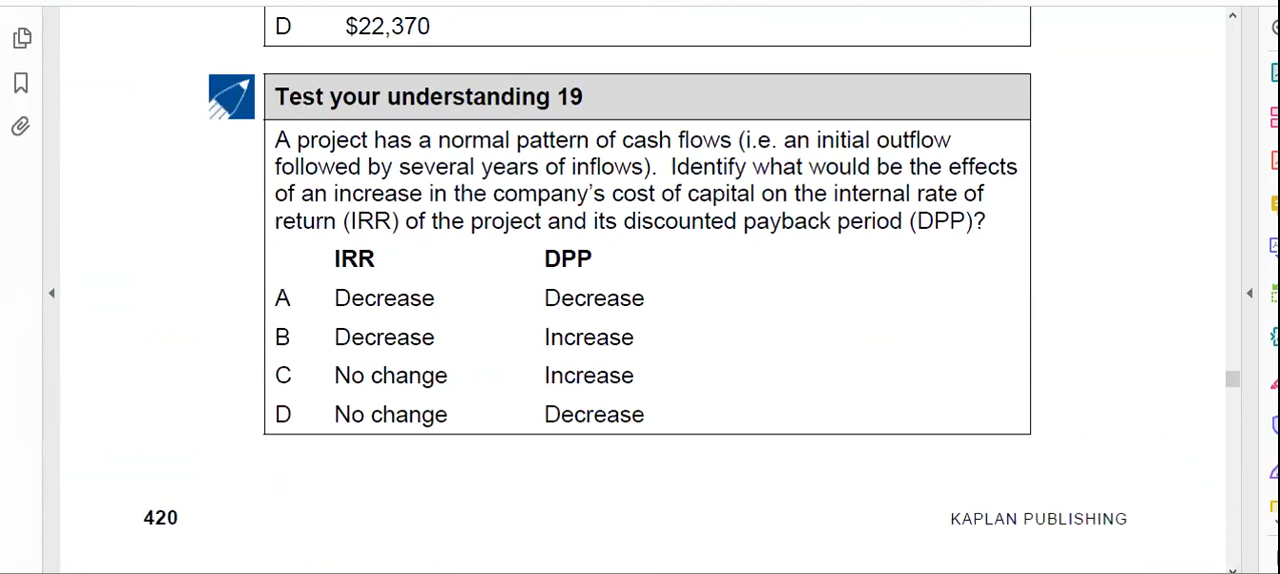 D $22,370
Test your understanding 19
A project has a normal pattern of cash flows (i.e. an initial outflow
followed by several years of inflows). Identify what would be the effects
of an increase in the company's cost of capital on the internal rate of
return (IRR) of the project and its discounted payback period (DPP)?
IRR DPP
A Decrease Decrease
B Decrease Increase
C No change Increase
D No change Decrease
420 KAPLAN PUBLISHING